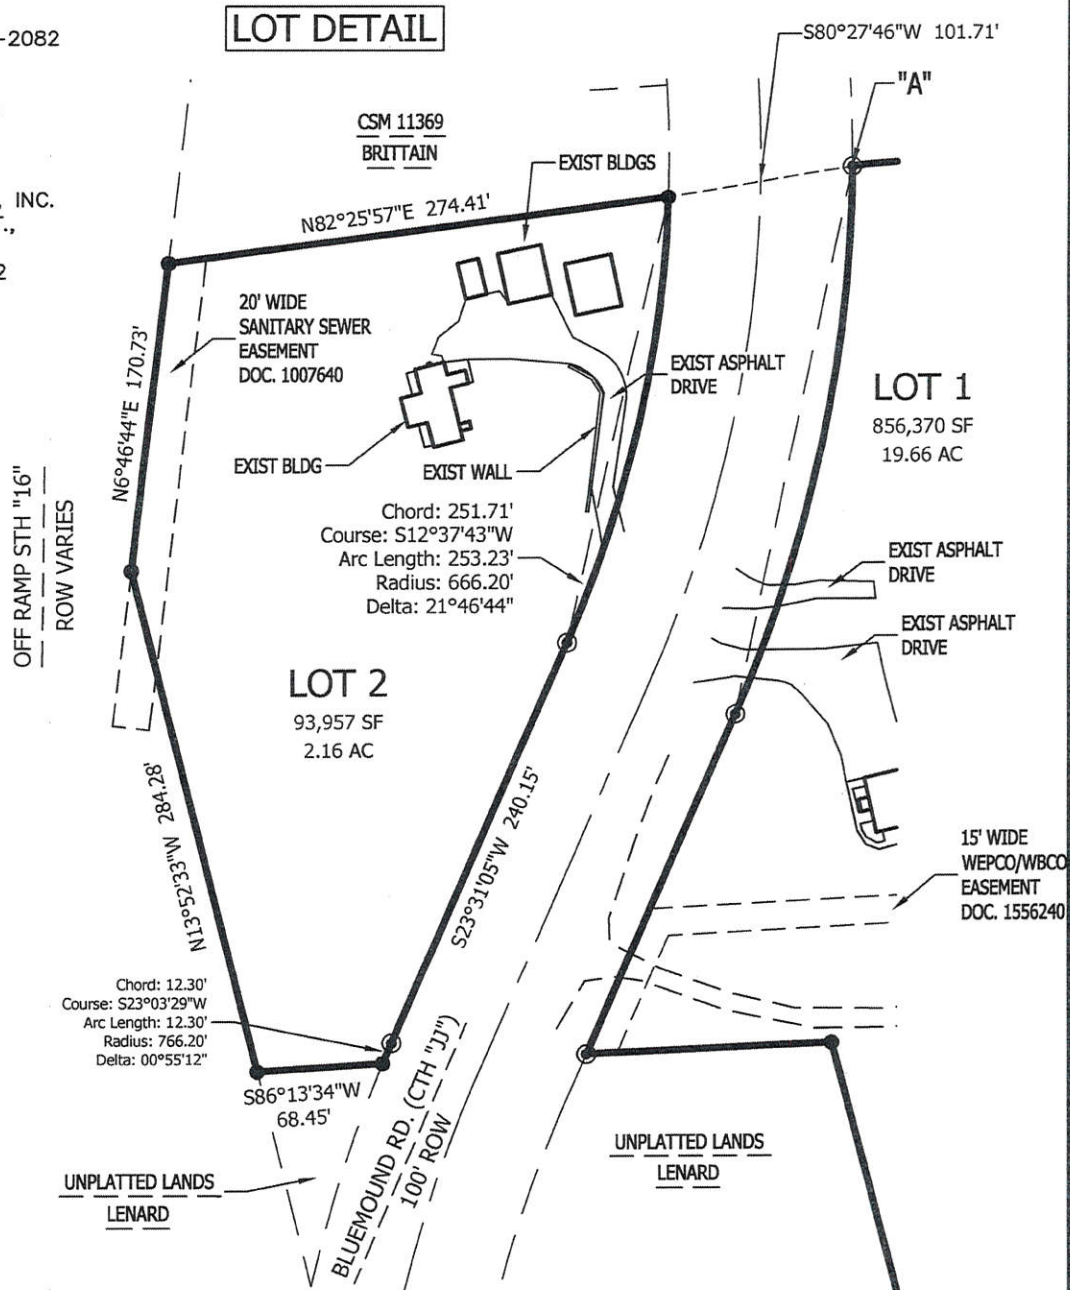 LOT DETAIL
-2082
S80°27'46"W 101.71'
"A"
CSM 11369
BRITTAIN
EXIST BLDGS
INC.
N82°25'57"E 274.41'
2
20' WIDE
SANITARY SEWER
EASEMENT
DOC. 1007640
N6°46'44"E 170.73'
EXIST ASPHALT
DRIVE
LOT 1
856,370 SF
19.66 AC
EXIST BLDG
EXIST WALL
OFF RAMP STH "16"
ROW VARIES
Chord: 251.71'
Course: S12°37'43"W
Arc Length: 253.23'
Radius: 666.20'
Delta: 21°46'44"
EXIST ASPHALT
DRIVE
EXIST ASPHALT
DRIVE
LOT 2
93,957 SF
2.16 AC
N13°52'33"W 284.28'
S23°31'05"W 240.15'
15' WIDE
WEPCO/WBCO
EASEMENT
DOC. 1556240
Chord: 12.30'
Course: S23°03'29"W
Arc Length: 12.30'
Radius: 766.20'
Delta: 00°55'12"
S86°13'34"W
68.45'
BLUEMOUND RD. (CTH "JJ")
100' ROW
UNPLATTED LANDS
LENARD
UNPLATTED LANDS
LENARD